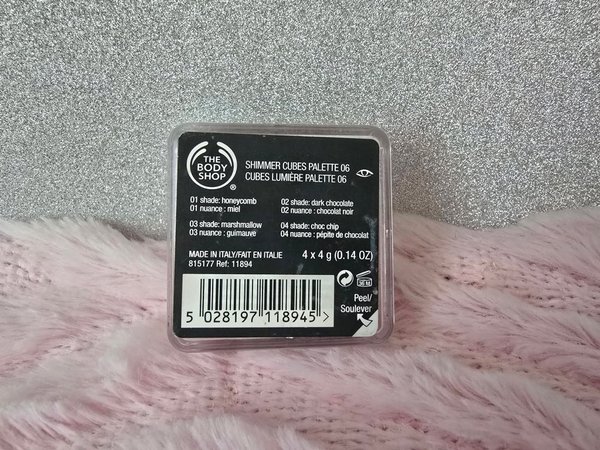 THE
BODY
SHOP
®
SHIMMER CUBES PALETTE 06
CUBES LUMIÈRE PALETTE 06
01 shade: honeycomb
01 nuance : miel
02 shade: dark chocolate
02 nuance : chocolat noir
03 shade: marshmallow
03 nuance : guimauve
04 shade: choc chip
04 nuance : pépite de chocolat
MADE IN ITALY/FAIT EN ITALIE
4 x 4 g (0.14 OZ)
815177 Ref: 11894
Peel/
Soulever
5 028197 118945 >